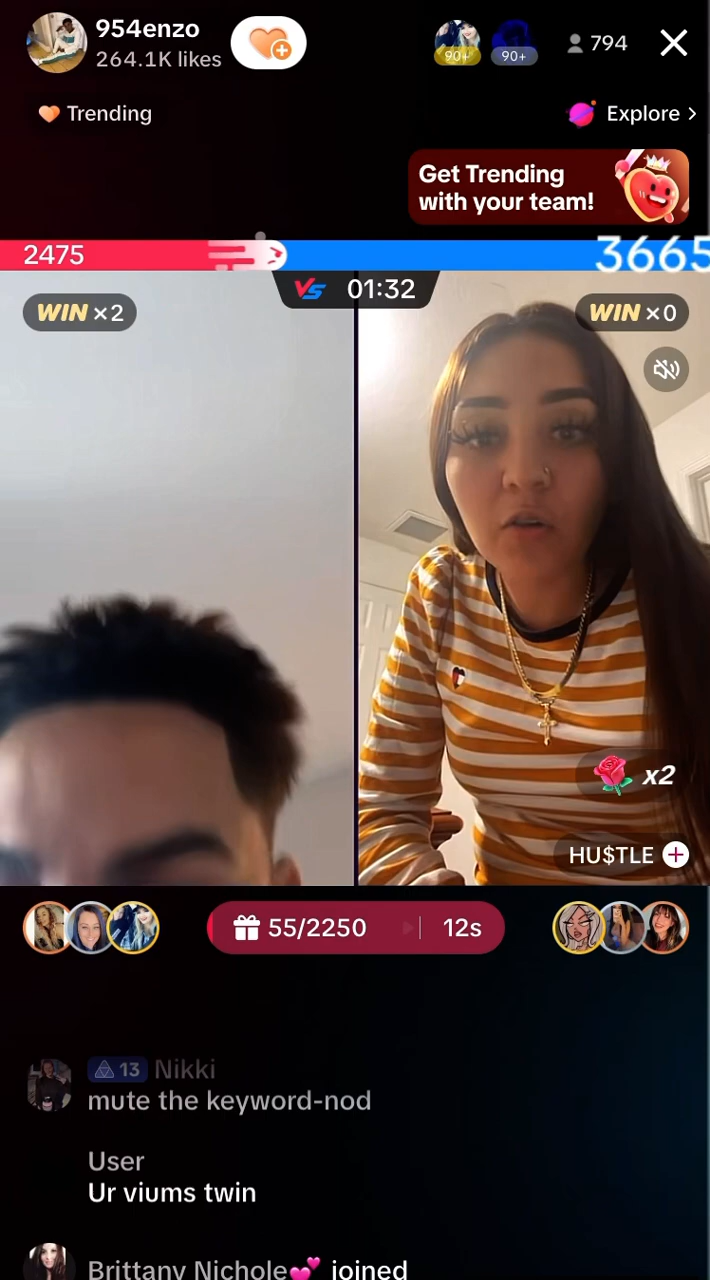 954enzo
264.1K likes
90+
90+
794
Trending
Explore
Get Trending
with your team!
2475
3665
VS 01:32
WIN ×2
WIN ×0
x2
HU$TLE
55/2250
12s
13 Nikki
mute the keyword-nod
User
Ur viums twin
Brittany Nichole💕 joined